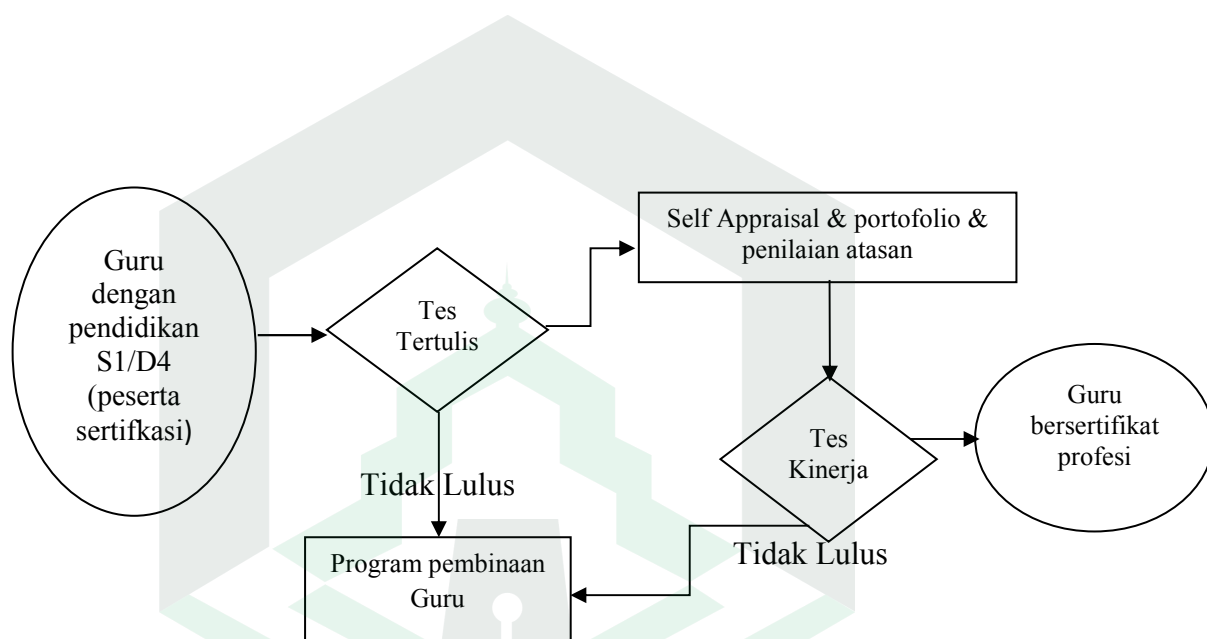 Guru
dengan
pendidikan
S1/D4
(peserta
sertifkasi)
Tes
Tertulis
Self Appraisal & portofolio &
penilaian atasan
Tes
Kinerja
Guru
bersertifikat
profesi
Tidak Lulus
Tidak Lulus
Program pembinaan
Guru